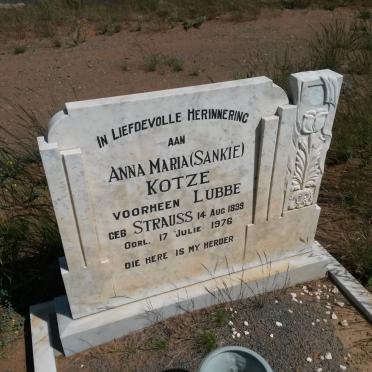 IN LIEFDEVOLLE HERINNERING
AAN
ANNA MARIA (SANKIE)
KOTZE
VOORHEEN LUBBE
GEB STRAUSS 14 AUG 1899
OORL. 17 JULIE 1976
DIE HERE IS MY HERDER